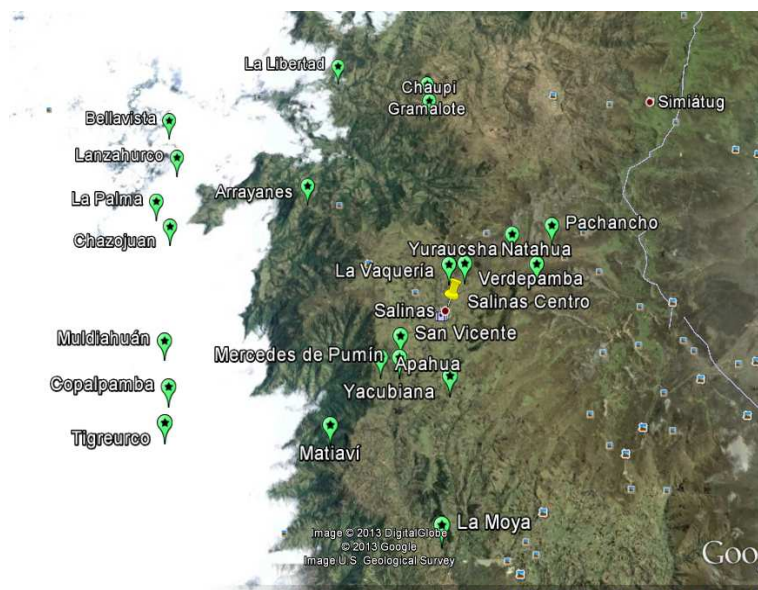 La Libertad
Chaupi
Gramalote
Simiátug
Bellavista
Lanzahurco
Arrayanes
La Palma
Chazojuan
Pachancho
Yuraucsha Natahua
La Vaquería
Verdepamba
Salinas Centro
Salinas
San Vicente
Muldiahuán
Mercedes de Pumín
Apahua
Copalpamba
Yacubiana
Tigreurco
Matiaví
La Moya
Image © 2013 DigitalGlobe
© 2013 Google
Image U.S. Geological Survey
Goo